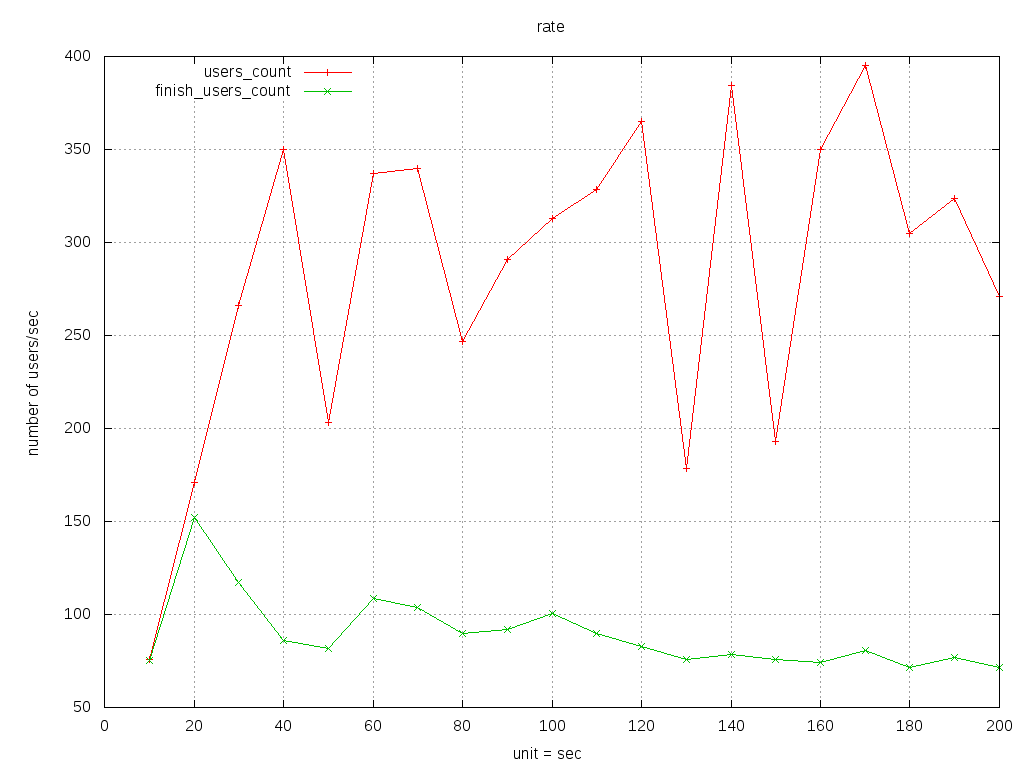 rate
400
users_count
finish_users_count
350
300
250
200
150
100
50
number of users/sec
0 20 40 60 80 100 120 140 160 180 200
unit = sec